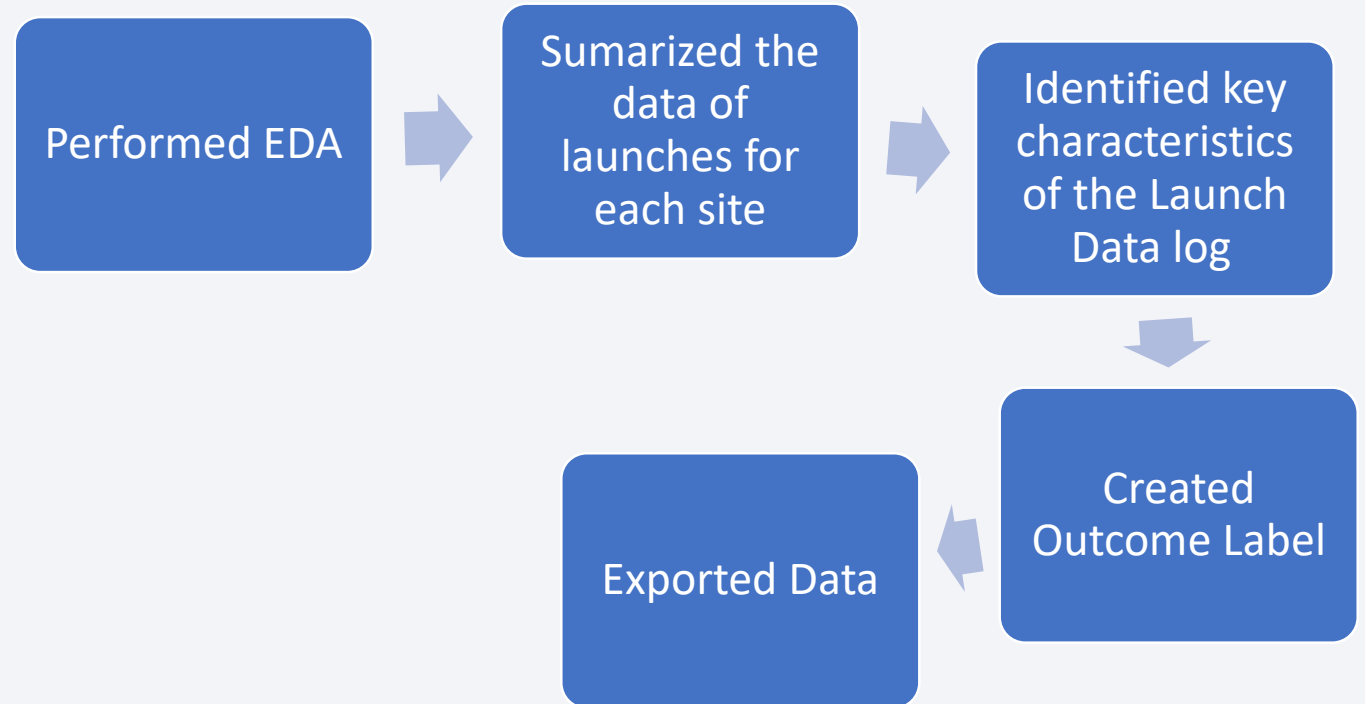 Performed EDA
Sumarized the
data of
launches for
each site
Identified key
characteristics
of the Launch
Data log
Created
Outcome Label
Exported Data